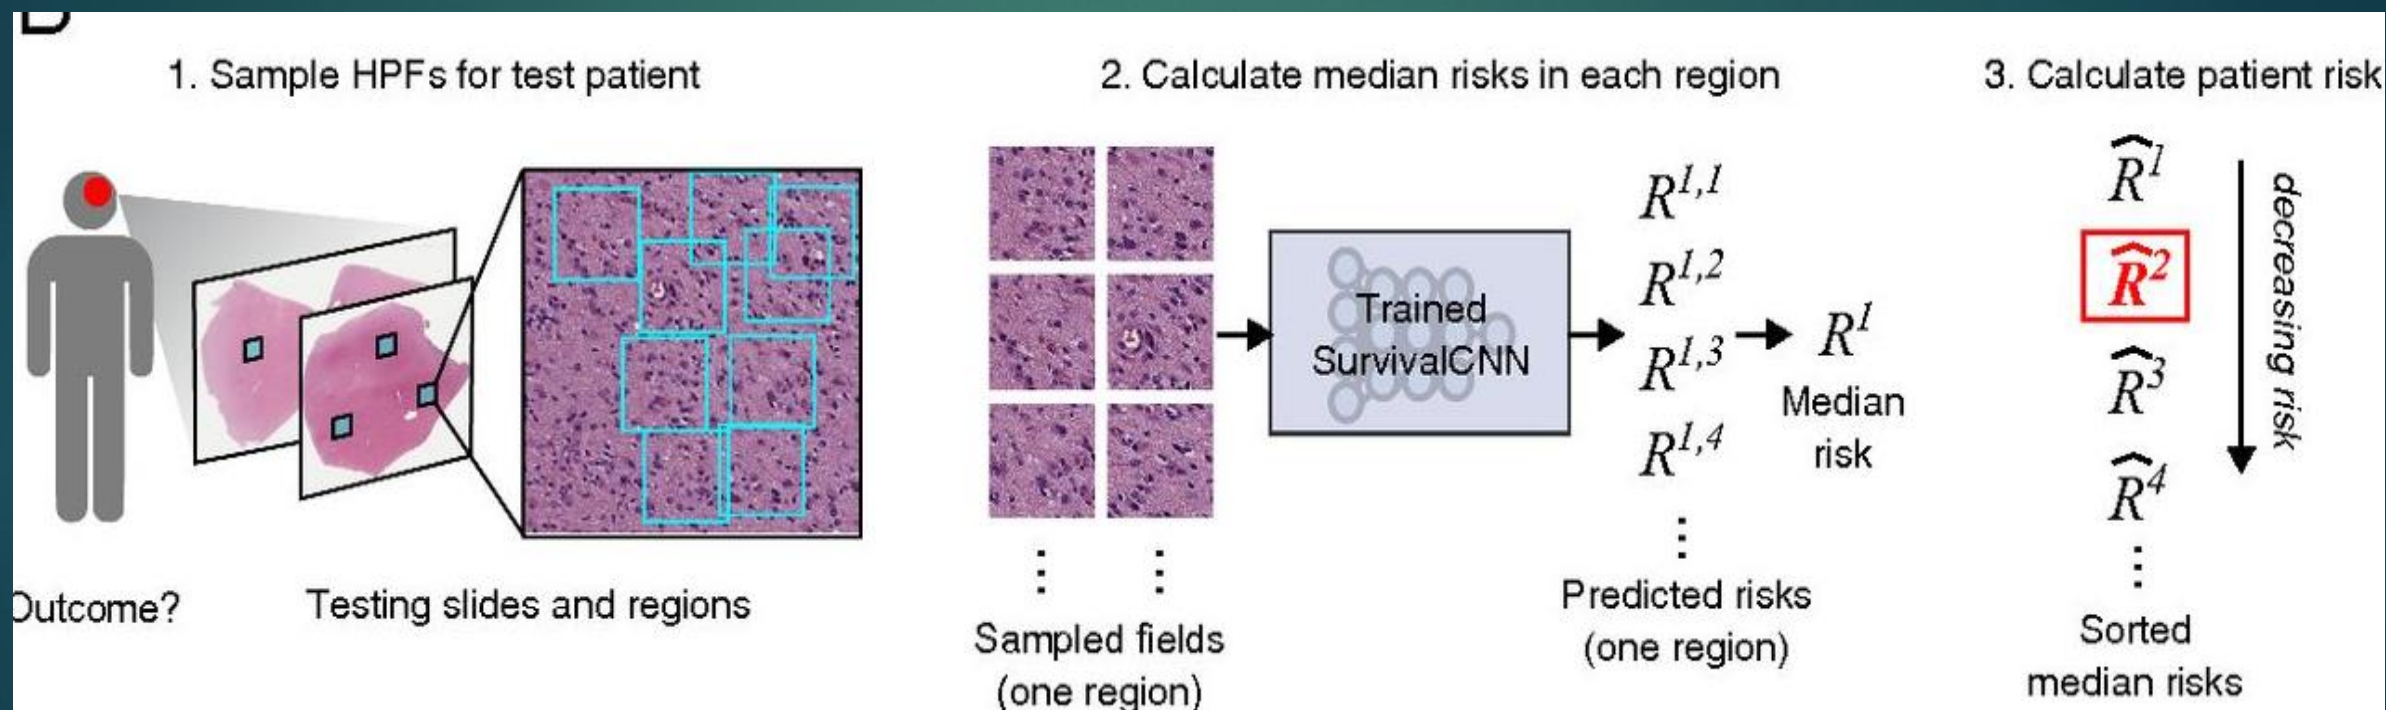 1. Sample HPFs for test patient
2. Calculate median risks in each region
3. Calculate patient risk
Outcome?
Testing slides and regions
Sampled fields
(one region)
Trained
SurvivalCNN
R^{1,1}
R^{1,2}
R^{1,3}
R^{1,4}
⋮
Predicted risks
(one region)
R^1
Median
risk
R̂^1
R̂^2
R̂^3
R̂^4
⋮
decreasing risk
Sorted
median risks